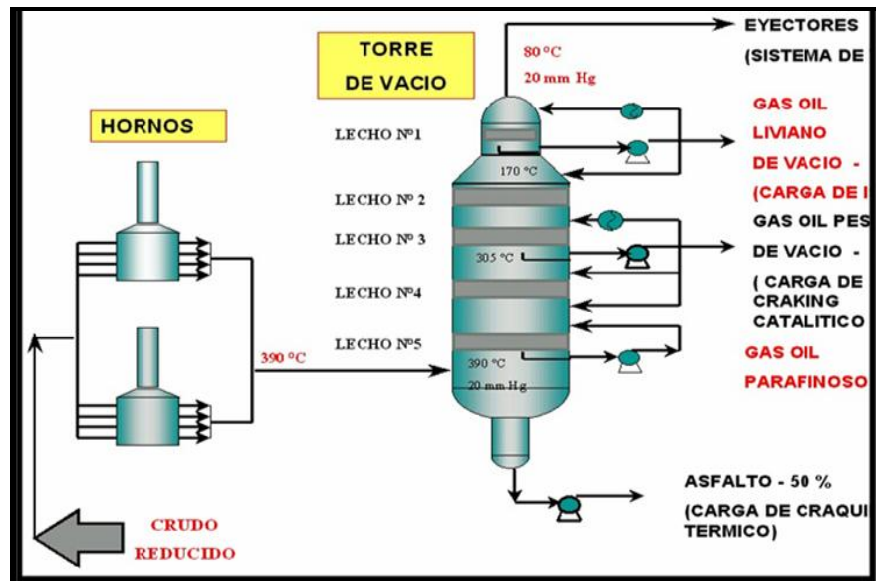 EYECTORES
(SISTEMA DE
TORRE
DE VACIO
80 °C
20 mm Hg
HORNOS
LECHO Nº1
GAS OIL
LIVIANO
DE VACIO -
(CARGA DE I
170 °C
LECHO Nº 2
GAS OIL PES
DE VACIO -
( CARGA DE
CRAKING
CATALITICO
LECHO Nº 3
305 °C
LECHO Nº4
LECHO Nº5
390 °C
390 °C
20 mm Hg
GAS OIL
PARAFINOSO
ASFALTO - 50 %
(CARGA DE CRAQUI
TERMICO)
CRUDO
REDUCIDO